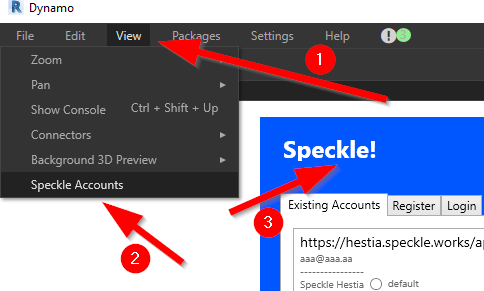 R Dynamo
File Edit View Packages Settings Help ! 3
1
Zoom
Pan
Show Console Ctrl + Shift + Up
Connectors
Background 3D Preview
Speckle Accounts
2
Speckle!
3
Existing Accounts Register Login
https://hestia.speckle.works/a
aaa@aaa.aa
----------------
Speckle Hestia default